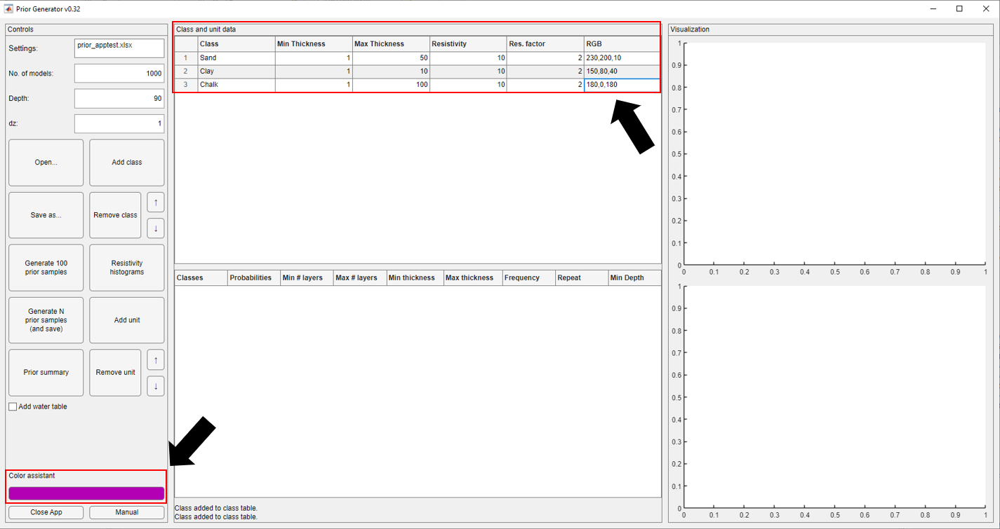 Prior Generator v0.32
Controls
Settings: prior_apptest.xlsx
No. of models: 1000
Depth: 90
dz: 1
Open... Add class
Save as... Remove class ↑
↓
Generate 100
prior samples
Resistivity
histograms
Generate N
prior samples
(and save)
Add unit
Prior summary Remove unit ↑
↓
Add water table
Color assistant
Close App Manual
Class and unit data
Class Min Thickness Max Thickness Resistivity Res. factor RGB
1 Sand 1 50 10 2 230,200,10
2 Clay 1 10 10 2 150,80,40
3 Chalk 1 100 10 2 180,0,180
Classes Probabilities Min # layers Max # layers Min thickness Max thickness Frequency Repeat Min Depth
Class added to class table.
Class added to class table.
Visualization
1
0.9
0.8
0.7
0.6
0.5
0.4
0.3
0.2
0.1
0
0 0.1 0.2 0.3 0.4 0.5 0.6 0.7 0.8 0.9 1
1
0.9
0.8
0.7
0.6
0.5
0.4
0.3
0.2
0.1
0
0 0.1 0.2 0.3 0.4 0.5 0.6 0.7 0.8 0.9 1